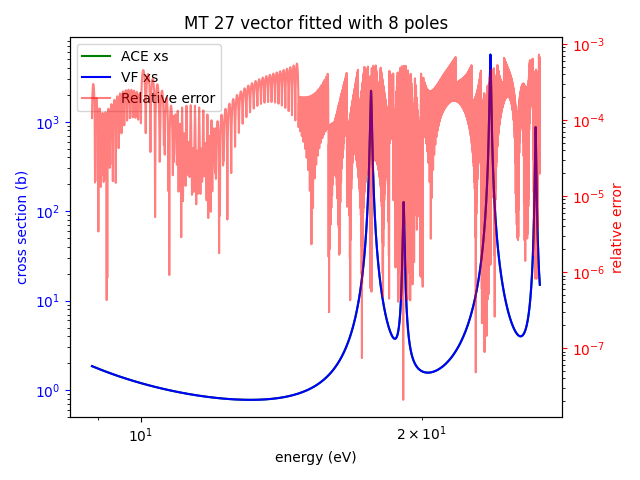 MT 27 vector fitted with 8 poles
ACE xs
VF xs
Relative error
cross section (b)
10³
10²
10¹
10⁰
10⁻³
10⁻⁴
10⁻⁵
10⁻⁶
10⁻⁷
relative error
10¹
2 × 10¹
energy (eV)